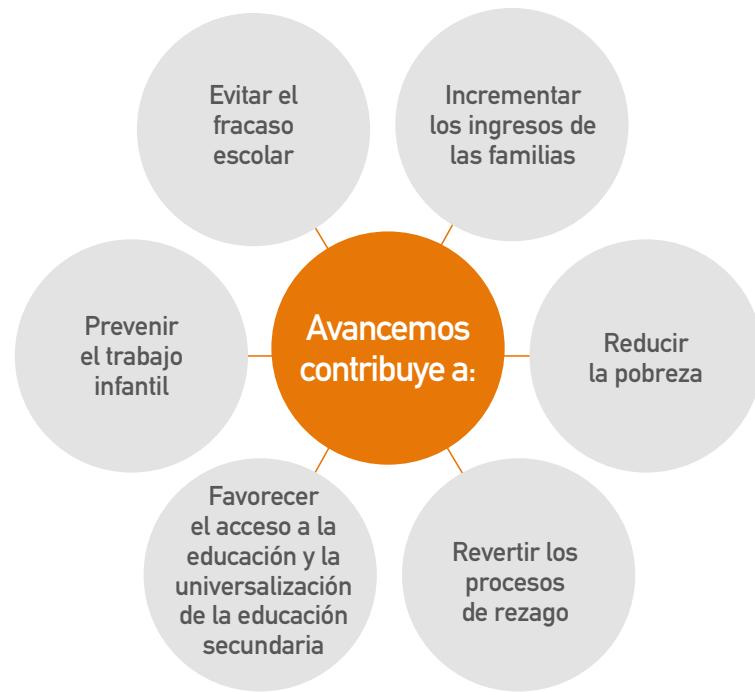 Evitar el
fracaso
escolar
Incrementar
los ingresos de
las familias
Prevenir
el trabajo
infantil
Avancemos
contribuye a:
Reducir
la pobreza
Favorecer
el acceso a la
educación y la
universalización
de la educación
secundaria
Revertir los
procesos
de rezago